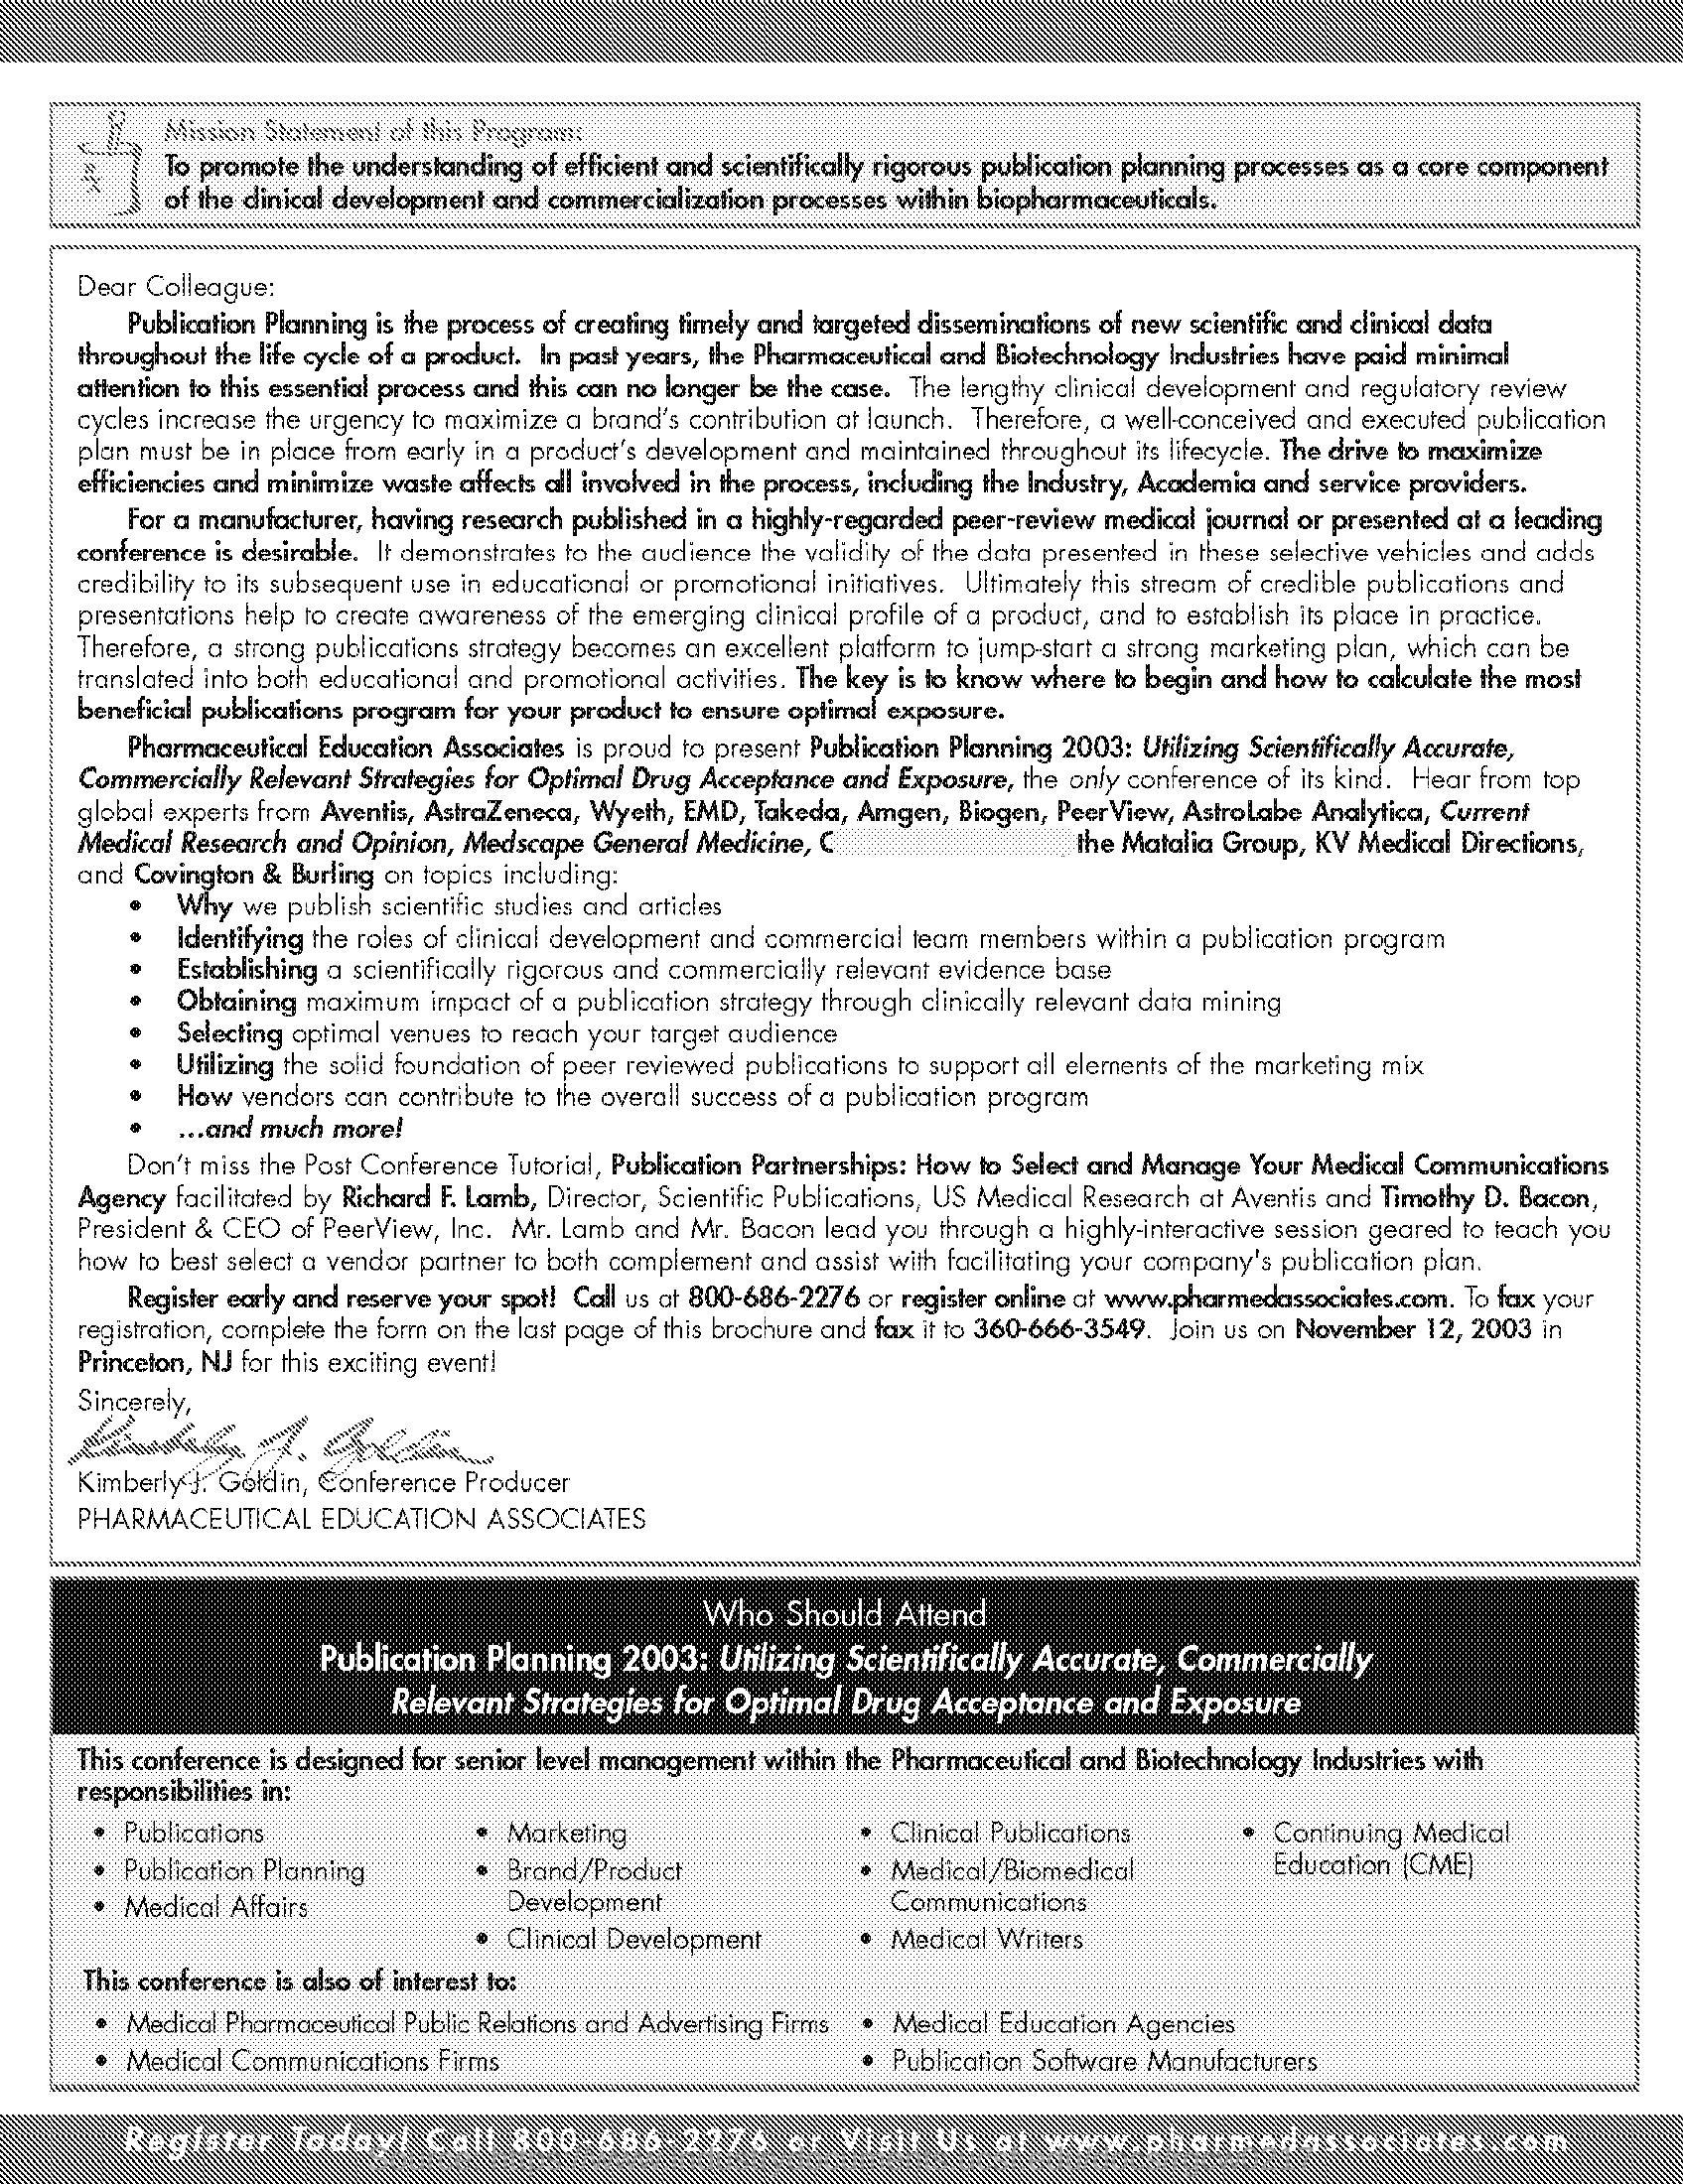 Mission Statement of this Program:
To promote the understanding of efficient and scientifically rigorous publication planning processes as a core component
of the clinical development and commercialization processes within biopharmaceuticals.
Dear Colleague:
Publication Planning is the process of creating timely and targeted disseminations of new scientific and clinical data
throughout the life cycle of a product. In past years, the Pharmaceutical and Biotechnology Industries have paid minimal
attention to this essential process and this can no longer be the case. The lengthy clinical development and regulatory review
cycles increase the urgency to maximize a brand's contribution at launch. Therefore, a well-conceived and executed publication
plan must be in place from early in a product's development and maintained throughout its lifecycle. The drive to maximize
efficiencies and minimize waste affects all involved in the process, including the Industry, Academia and service providers.
For a manufacturer, having research published in a highly-regarded peer-review medical journal or presented at a leading
conference is desirable. It demonstrates to the audience the validity of the data presented in these selective vehicles and adds
credibility to its subsequent use in educational or promotional initiatives. Ultimately this stream of credible publications and
presentations help to create awareness of the emerging clinical profile of a product, and to establish its place in practice.
Therefore, a strong publications strategy becomes an excellent platform to jump-start a strong marketing plan, which can be
translated into both educational and promotional activities. The key is to know where to begin and how to calculate the most
beneficial publications program for your product to ensure optimal exposure.
Pharmaceutical Education Associates is proud to present Publication Planning 2003: Utilizing Scientifically Accurate,
Commercially Relevant Strategies for Optimal Drug Acceptance and Exposure, the only conference of its kind. Hear from top
global experts from Aventis, AstraZeneca, Wyeth, EMD, Takeda, Amgen, Biogen, PeerView, AstroLabe Analytica, Current
Medical Research and Opinion, Medscape General Medicine, C the Matalia Group, KV Medical Directions,
and Covington & Burling on topics including:
• Why we publish scientific studies and articles
• Identifying the roles of clinical development and commercial team members within a publication program
• Establishing a scientifically rigorous and commercially relevant evidence base
• Obtaining maximum impact of a publication strategy through clinically relevant data mining
• Selecting optimal venues to reach your target audience
• Utilizing the solid foundation of peer reviewed publications to support all elements of the marketing mix
• How vendors can contribute to the overall success of a publication program
• ...and much more!
Don't miss the Post Conference Tutorial, Publication Partnerships: How to Select and Manage Your Medical Communications
Agency facilitated by Richard F. Lamb, Director, Scientific Publications, US Medical Research at Aventis and Timothy D. Bacon,
President & CEO of PeerView, Inc. Mr. Lamb and Mr. Bacon lead you through a highly-interactive session geared to teach you
how to best select a vendor partner to both complement and assist with facilitating your company's publication plan.
Register early and reserve your spot! Call us at 800-686-2276 or register online at www.pharmedassociates.com. To fax your
registration, complete the form on the last page of this brochure and fax it to 360-666-3549. Join us on November 12, 2003 in
Princeton, NJ for this exciting event!
Sincerely,
Kimberly J. Goldin, Conference Producer
PHARMACEUTICAL EDUCATION ASSOCIATES
Who Should Attend
Publication Planning 2003: Utilizing Scientifically Accurate, Commercially
Relevant Strategies for Optimal Drug Acceptance and Exposure
This conference is designed for senior level management within the Pharmaceutical and Biotechnology Industries with
responsibilities in:
• Publications
• Publication Planning
• Medical Affairs
• Marketing
• Brand/Product
Development
• Clinical Development
• Clinical Publications
• Medical/Biomedical
Communications
• Medical Writers
• Continuing Medical
Education (CME)
This conference is also of interest to:
• Medical Pharmaceutical Public Relations and Advertising Firms
• Medical Communications Firms
• Medical Education Agencies
• Publication Software Manufacturers
Register Today! Call 800-686-2276 or Visit Us at www.pharmedassociates.com